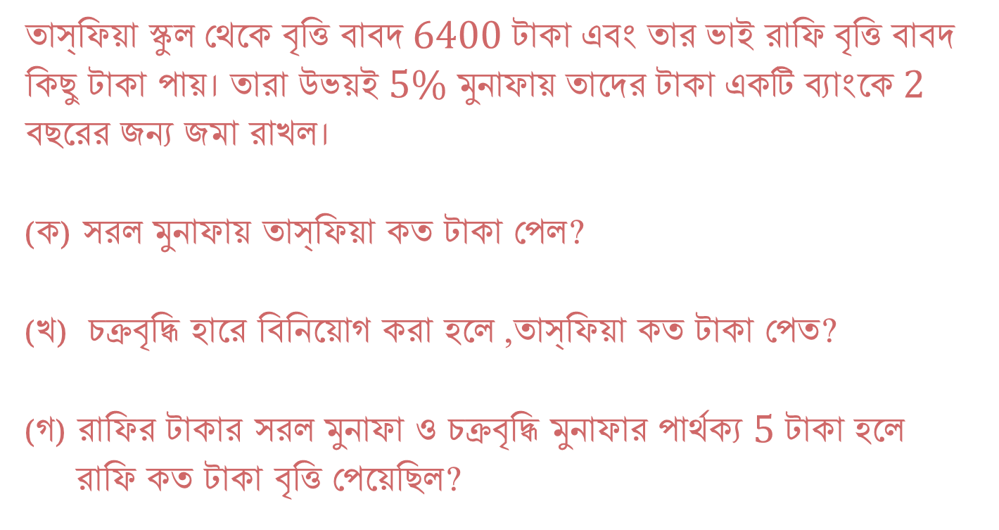 তাস্‌ফিয়া স্কুল থেকে বৃত্তি বাবদ 6400 টাকা এবং তার ভাই রাফি বৃত্তি বাবদ
কিছু টাকা পায়। তারা উভয়ই 5% মুনাফায় তাদের টাকা একটি ব্যাংকে 2
বছরের জন্য জমা রাখল।
(ক) সরল মুনাফায় তাস্‌ফিয়া কত টাকা পেল?
(খ) চক্রবৃদ্ধি হারে বিনিয়োগ করা হলে ,তাস্‌ফিয়া কত টাকা পেত?
(গ) রাফির টাকার সরল মুনাফা ও চক্রবৃদ্ধি মুনাফার পার্থক্য 5 টাকা হলে
রাফি কত টাকা বৃত্তি পেয়েছিল?